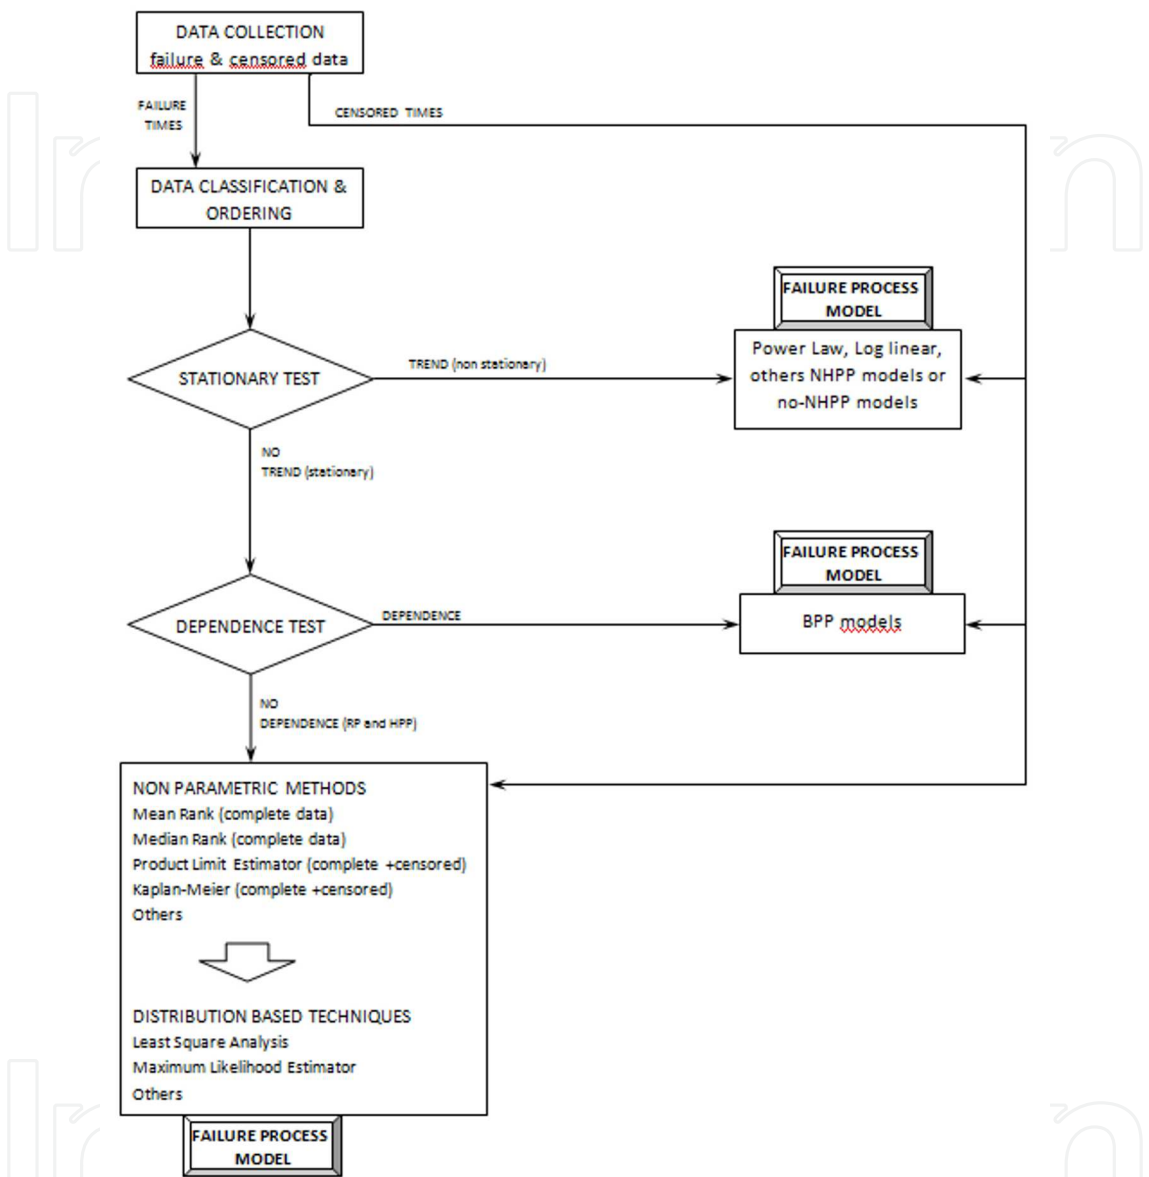 DATA COLLECTION
failure & censored data
FAILURE
TIMES
CENSORED TIMES
DATA CLASSIFICATION &
ORDERING
FAILURE PROCESS
MODEL
STATIONARY TEST
TREND (non stationary)
Power Law, Log linear,
others NHPP models or
no-NHPP models
NO
TREND (stationary)
FAILURE PROCESS
MODEL
DEPENDENCE TEST
DEPENDENCE
BPP models
NO
DEPENDENCE (RP and HPP)
NON PARAMETRIC METHODS
Mean Rank (complete data)
Median Rank (complete data)
Product Limit Estimator (complete +censored)
Kaplan-Meier (complete +censored)
Others
DISTRIBUTION BASED TECHNIQUES
Least Square Analysis
Maximum Likelihood Estimator
Others
FAILURE PROCESS
MODEL